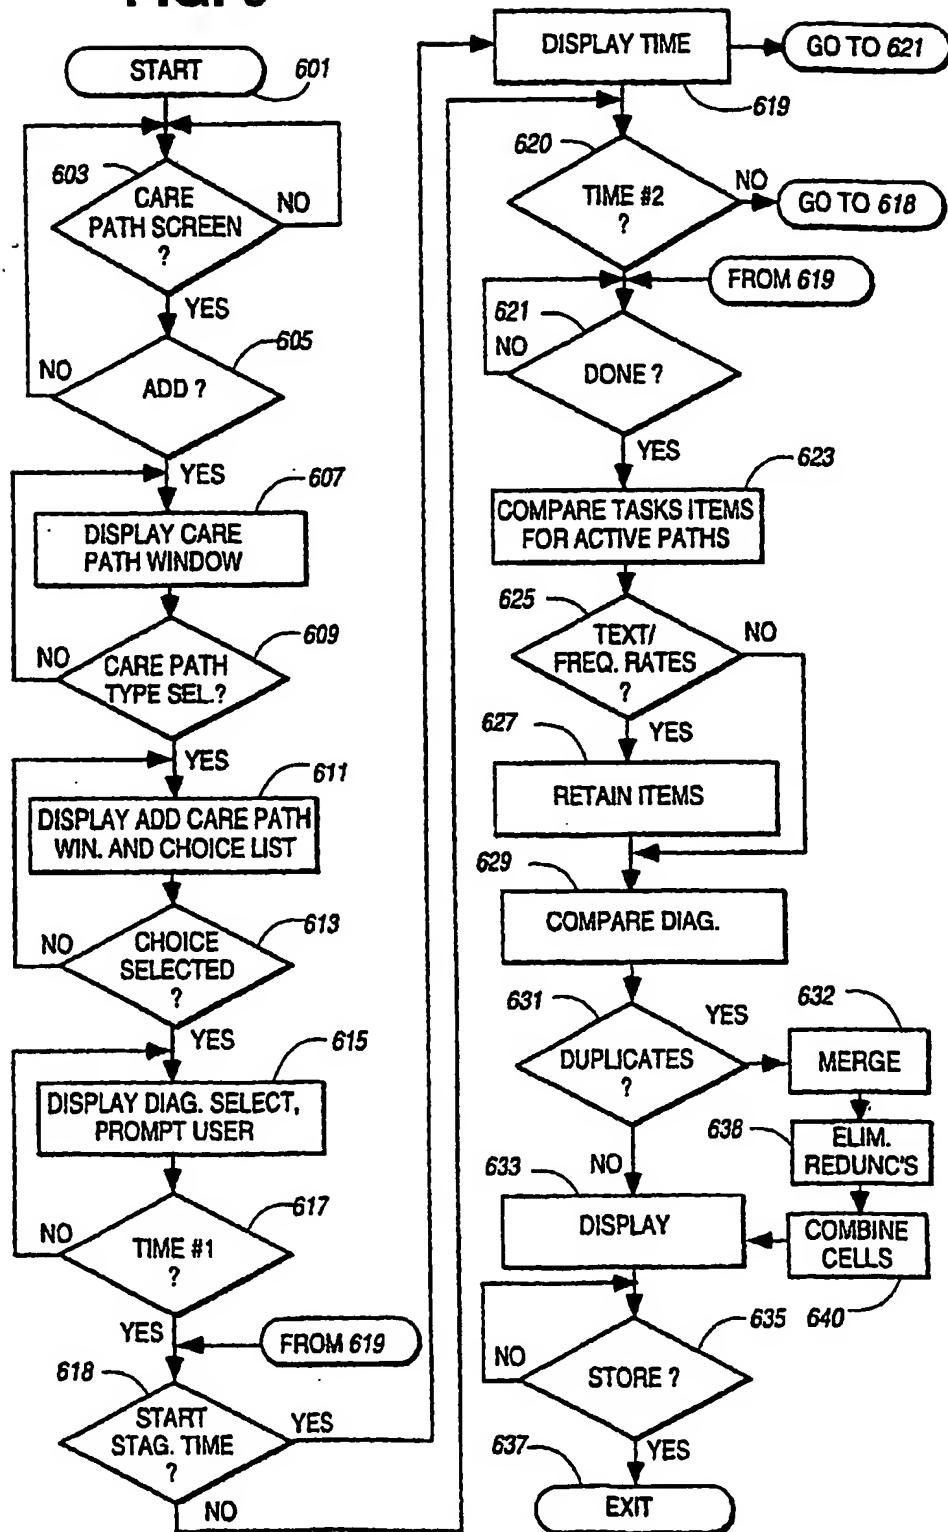 START
601
603
CARE
PATH SCREEN
?
NO
YES
605
NO
ADD ?
YES
607
DISPLAY CARE
PATH WINDOW
609
NO
CARE PATH
TYPE SEL.?
YES
611
DISPLAY ADD CARE PATH
WIN. AND CHOICE LIST
613
NO
CHOICE
SELECTED
?
YES
615
DISPLAY DIAG. SELECT,
PROMPT USER
617
NO
TIME #1
?
YES
FROM 619
618
START
STAG. TIME
?
YES
NO
DISPLAY TIME
GO TO 621
619
620
TIME #2
?
NO
GO TO 618
FROM 619
621
NO
DONE ?
YES
623
COMPARE TASKS ITEMS
FOR ACTIVE PATHS
625
TEXT/
FREQ. RATES
?
NO
YES
627
RETAIN ITEMS
629
COMPARE DIAG.
631
YES
632
DUPLICATES
?
MERGE
638
ELIM.
REDUNC'S
NO
633
DISPLAY
COMBINE
CELLS
635
640
NO
STORE ?
YES
637
EXIT